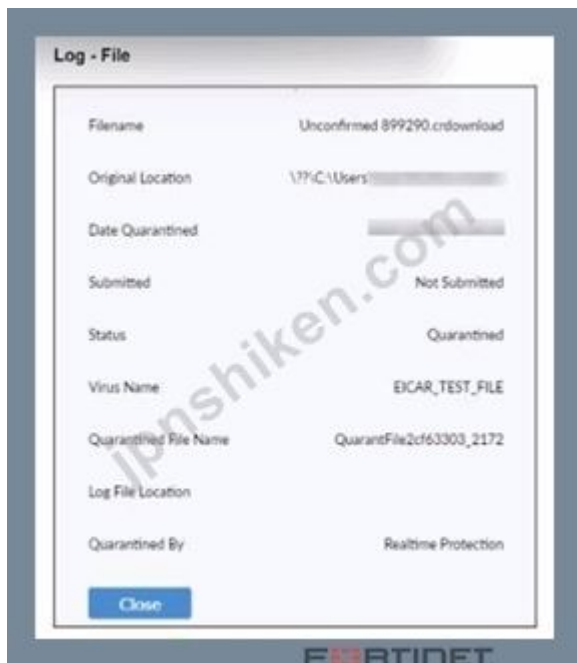 Log - File
Filename Unconfirmed 899290.crdownload
Original Location \??\C:\Users
Date Quarantined
Submitted Not Submitted
Status Quarantined
Virus Name EICAR_TEST_FILE
Quarantined File Name QuarantFile2cf63303_2172
Log File Location
Quarantined By Realtime Protection
Close
jpnshiken.com
FORTINET